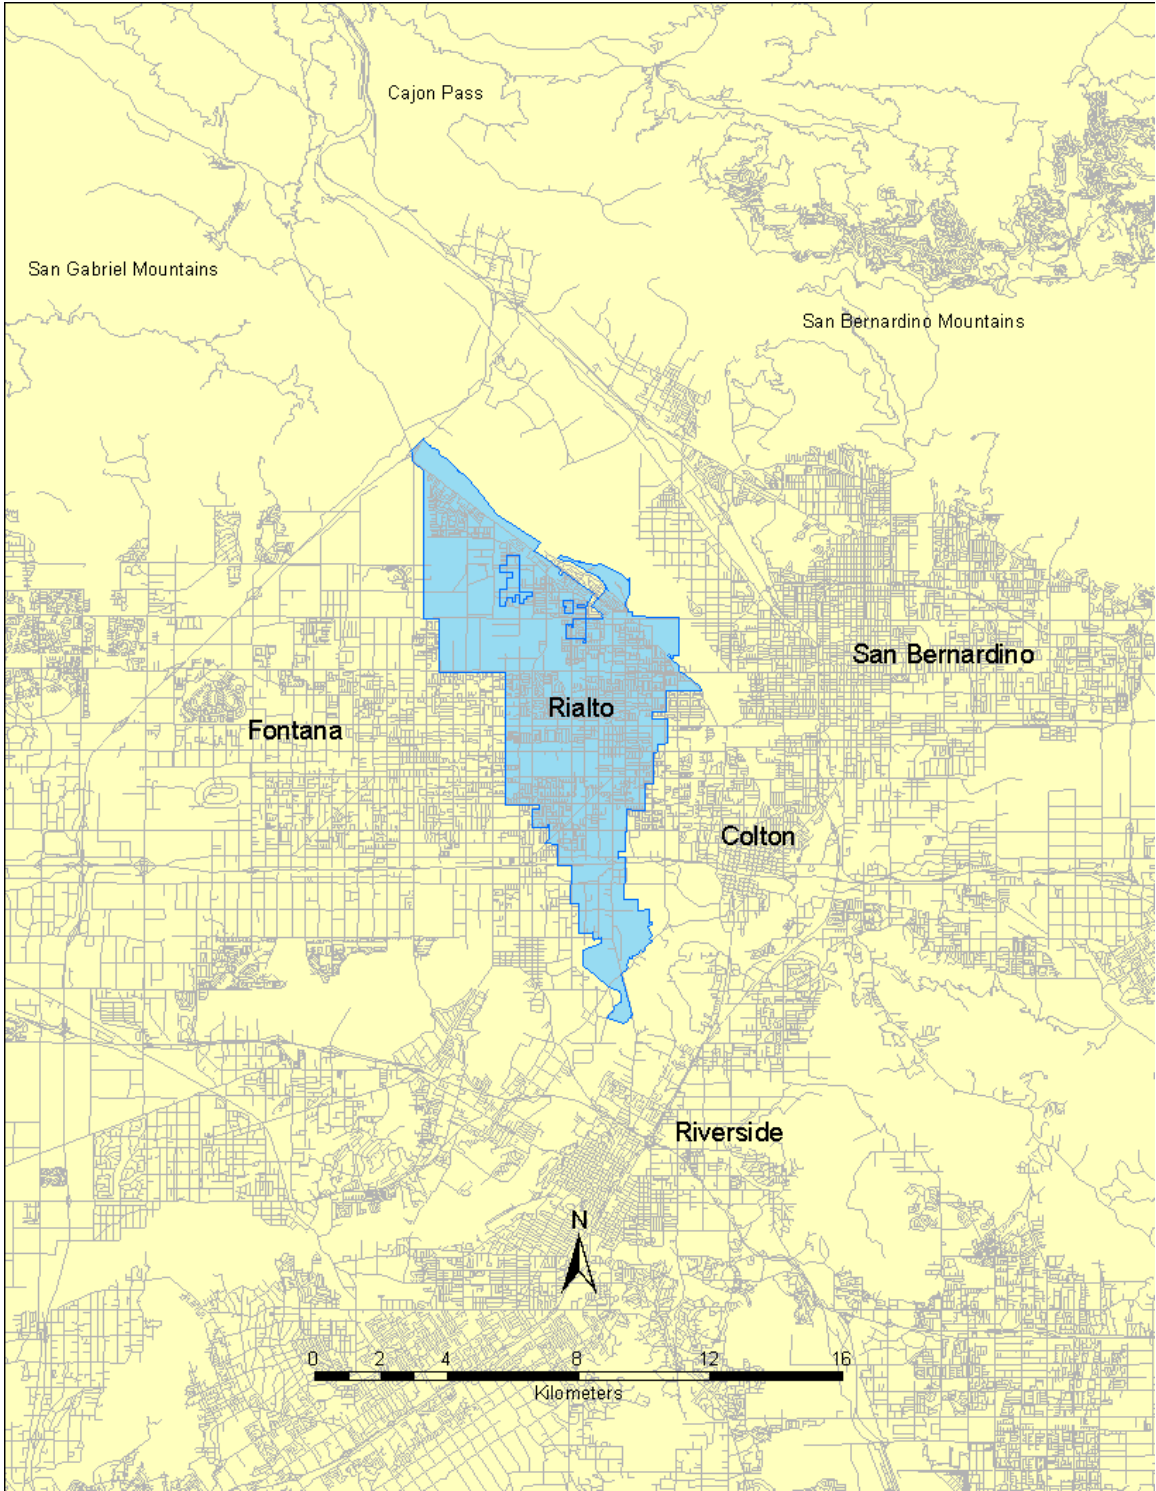 Cajon Pass
San Gabriel Mountains
San Bernardino Mountains
San Bernardino
Rialto
Fontana
Colton
Riverside
N
0 2 4 8 12 16
Kilometers